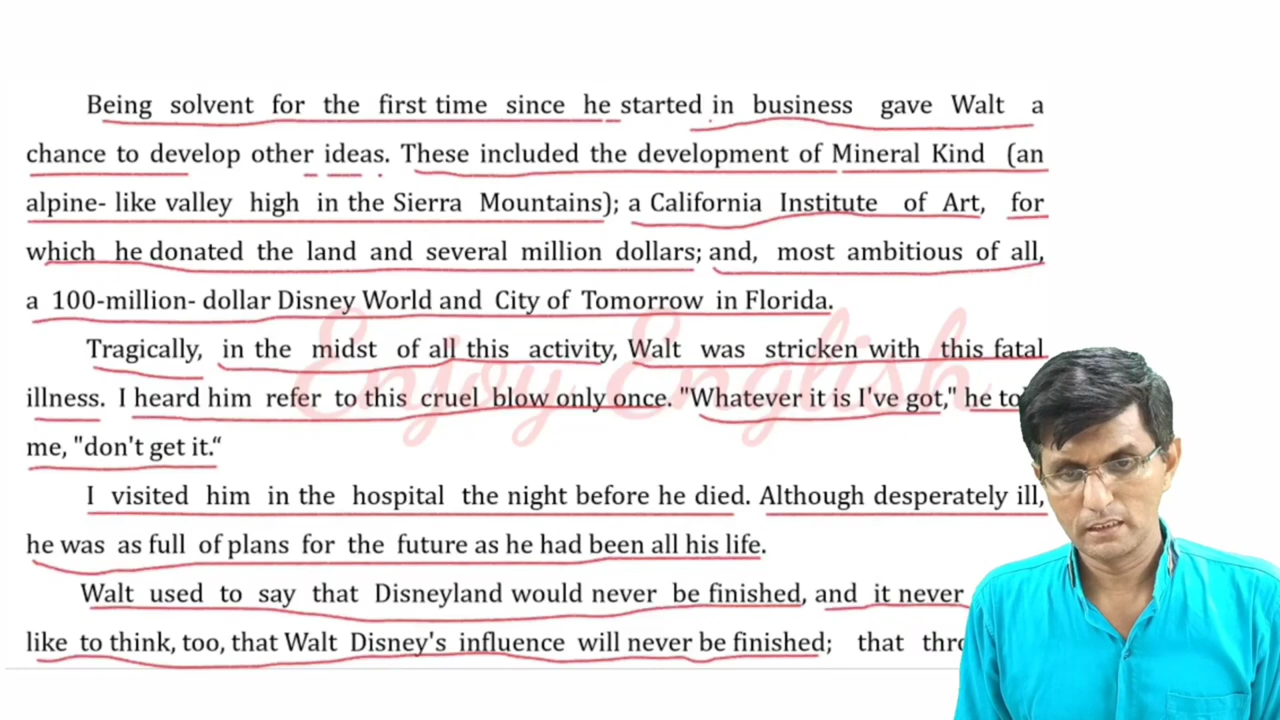 Being solvent for the first time since he started in business gave Walt a
chance to develop other ideas. These included the development of Mineral Kind (an
alpine- like valley high in the Sierra Mountains); a California Institute of Art, for
which he donated the land and several million dollars; and, most ambitious of all,
a 100-million- dollar Disney World and City of Tomorrow in Florida.
Tragically, in the midst of all this activity, Walt was stricken with this fatal
illness. I heard him refer to this cruel blow only once. "Whatever it is I've got," he
me, "don't get it.“
I visited him in the hospital the night before he died. Although desperately ill,
he was as full of plans for the future as he had been all his life.
Walt used to say that Disneyland would never be finished, and it never
like to think, too, that Walt Disney's influence will never be finished; that
Enjoy English